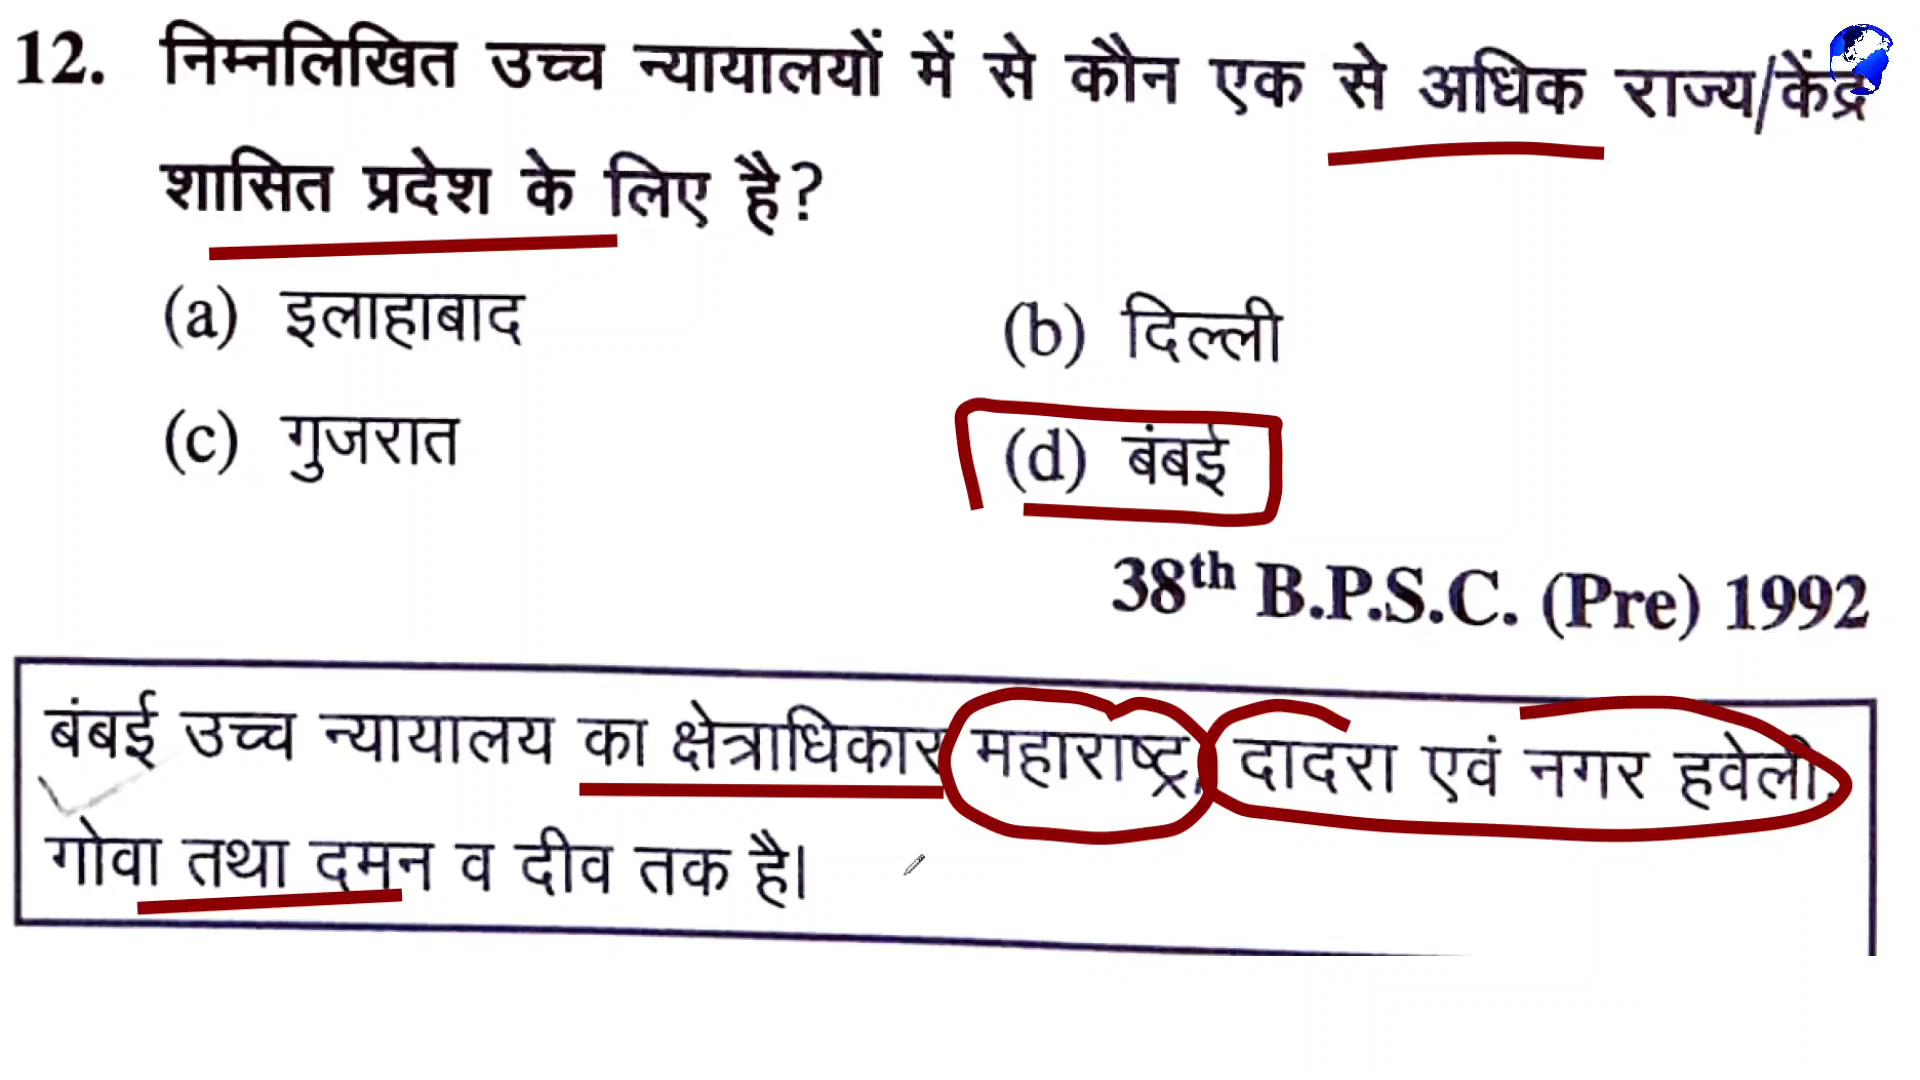 12. निम्नलिखित उच्च न्यायालयों में से कौन एक से अधिक राज्य/केंद्र
शासित प्रदेश के लिए है?
(a) इलाहाबाद (b) दिल्ली
(c) गुजरात (d) बंबई
38th B.P.S.C. (Pre) 1992
बंबई उच्च न्यायालय का क्षेत्राधिकार महाराष्ट्र, दादरा एवं नगर हवेली,
गोवा तथा दमन व दीव तक है।